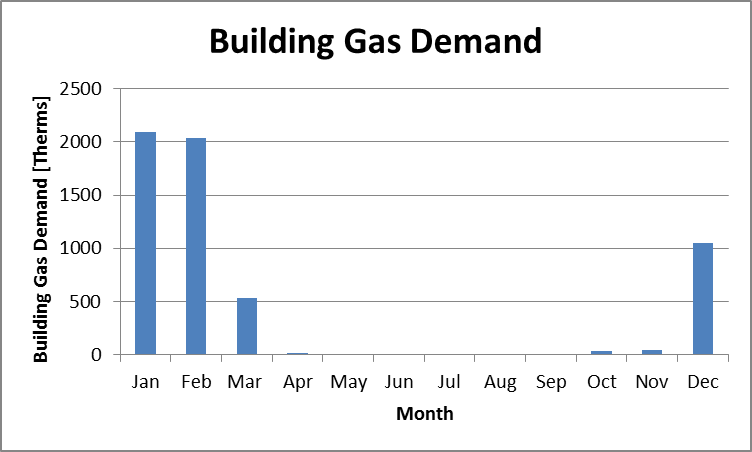 Building Gas Demand
Building Gas Demand [Therms]
2500
2000
1500
1000
500
0
Jan Feb Mar Apr May Jun Jul Aug Sep Oct Nov Dec
Month